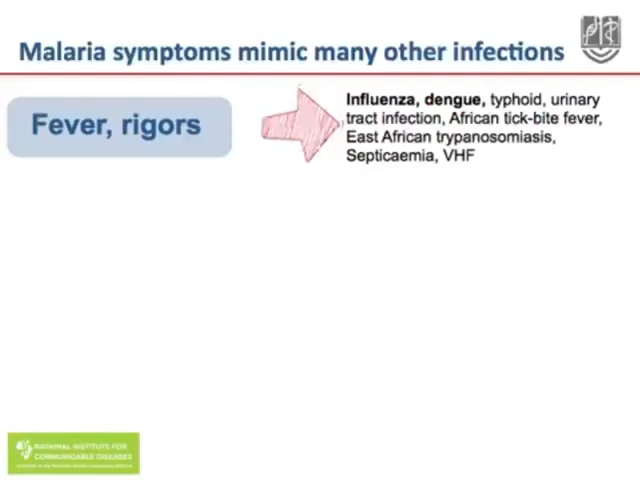 Malaria symptoms mimic many other infections
Fever, rigors
Influenza, dengue, typhoid, urinary
tract infection, African tick-bite fever,
East African trypanosomiasis,
Septicaemia, VHF
NATIONAL INSTITUTE FOR
COMMUNICABLE DISEASES